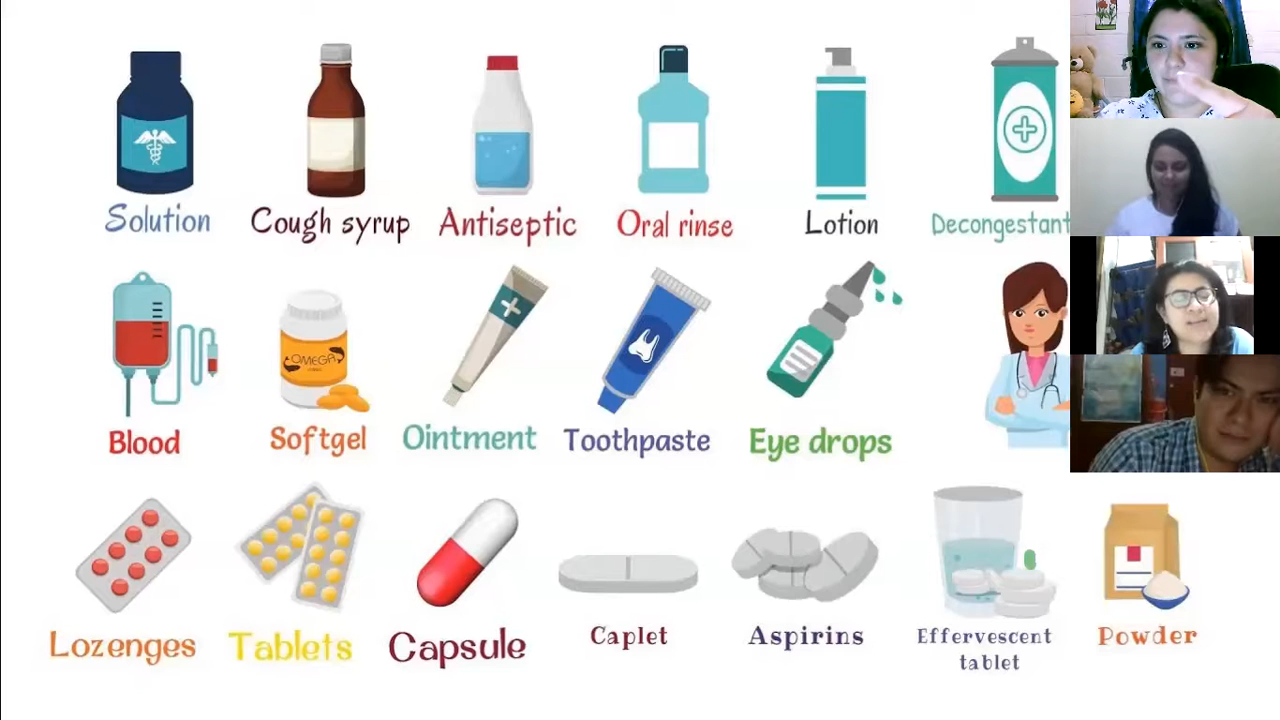 Solution Cough syrup Antiseptic Oral rinse Lotion Decongestant
OMEGA
Blood Softgel Ointment Toothpaste Eye drops
Lozenges Tablets Capsule Caplet Aspirins Effervescent tablet Powder